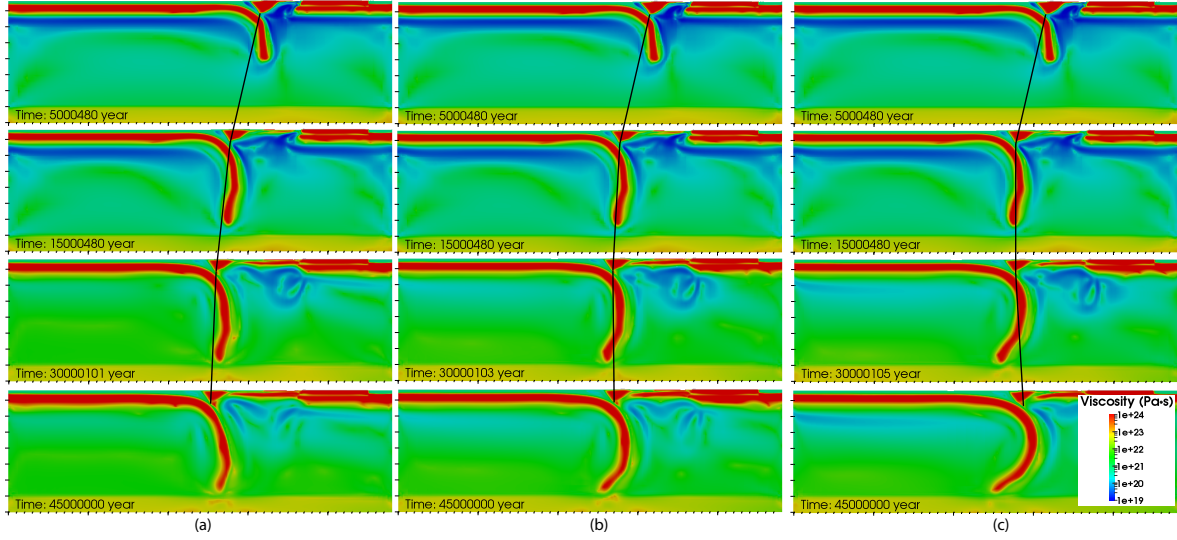 Time: 5000480 year
Time: 5000480 year
Time: 5000480 year
Time: 15000480 year
Time: 15000480 year
Time: 15000480 year
Time: 30000101 year
Time: 30000103 year
Time: 30000105 year
Viscosity (Pa•s)
1e+24
1e+23
1e+22
1e+21
1e+20
1e+19
Time: 45000000 year
Time: 45000000 year
Time: 45000000 year
(a)
(b)
(c)